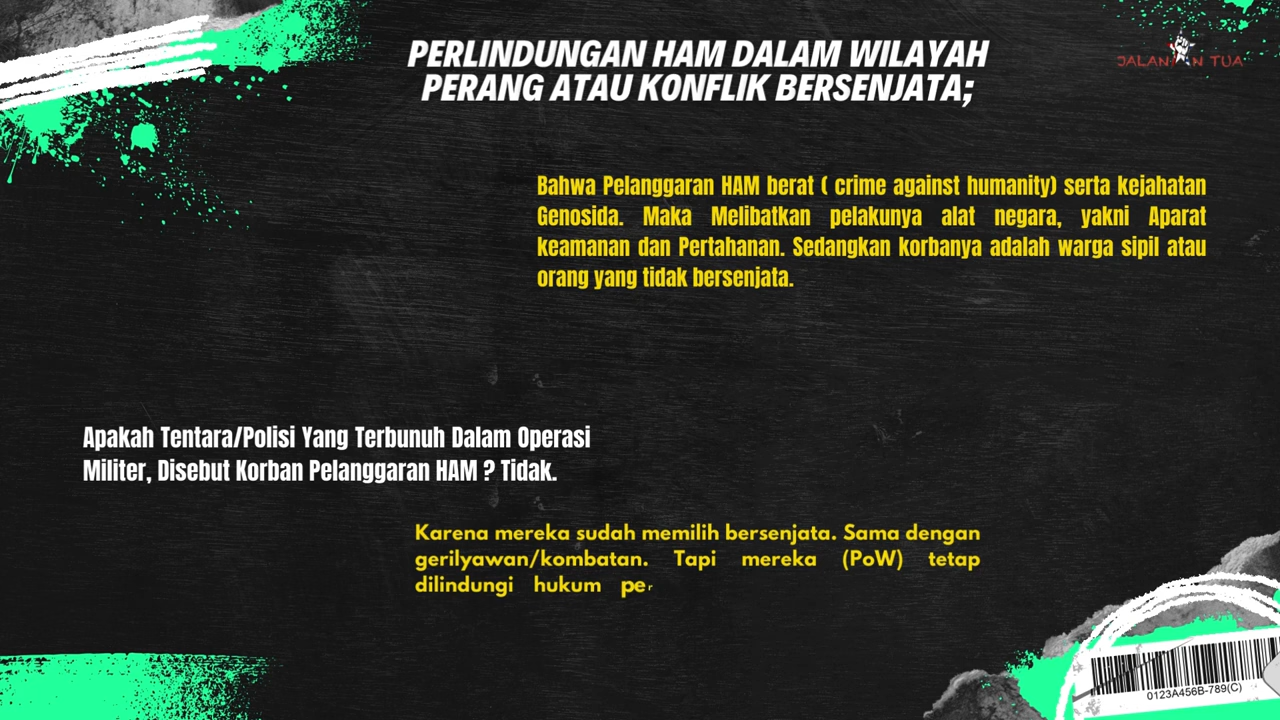 PERLINDUNGAN HAM DALAM WILAYAH
PERANG ATAU KONFLIK BERSENJATA;
JALANAN TUA
Bahwa Pelanggaran HAM berat ( crime against humanity) serta kejahatan
Genosida. Maka Melibatkan pelakunya alat negara, yakni Aparat
keamanan dan Pertahanan. Sedangkan korbanya adalah warga sipil atau
orang yang tidak bersenjata.
Apakah Tentara/Polisi Yang Terbunuh Dalam Operasi
Militer, Disebut Korban Pelanggaran HAM ? Tidak.
Karena mereka sudah memilih bersenjata. Sama dengan
gerilyawan/kombatan. Tapi mereka (PoW) tetap
dilindungi hukum per
0123A456B-789(C)